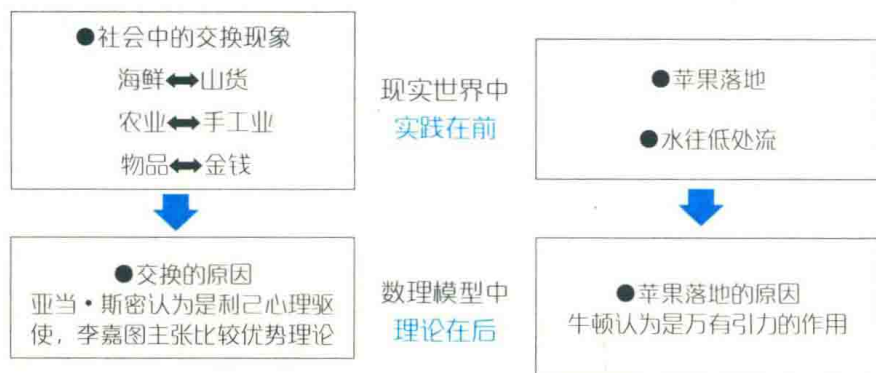 ●社会中的交换现象
海鲜⬌山货
农业⬌手工业
物品⬌金钱
现实世界中
实践在前
●苹果落地
●水往低处流
●交换的原因
亚当·斯密认为是利己心理驱
使，李嘉图主张比较优势理论
数理模型中
理论在后
●苹果落地的原因
牛顿认为是万有引力的作用